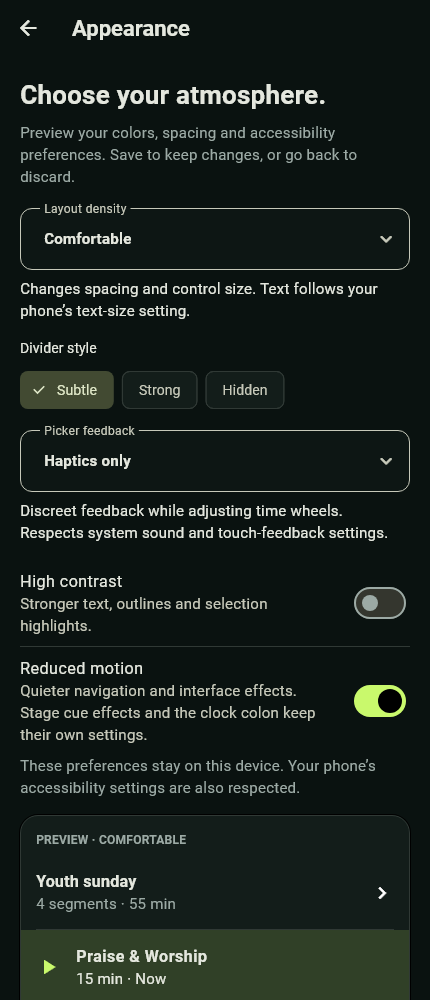 Appearance
Choose your atmosphere.
Preview your colors, spacing and accessibility
preferences. Save to keep changes, or go back to
discard.
Layout density
Comfortable
Changes spacing and control size. Text follows your
phone’s text-size setting.
Divider style
Subtle
Strong
Hidden
Picker feedback
Haptics only
Discreet feedback while adjusting time wheels.
Respects system sound and touch-feedback settings.
High contrast
Stronger text, outlines and selection
highlights.
Reduced motion
Quieter navigation and interface effects.
Stage cue effects and the clock colon keep
their own settings.
These preferences stay on this device. Your phone’s
accessibility settings are also respected.
PREVIEW · COMFORTABLE
Youth sunday
4 segments · 55 min
Praise & Worship
15 min · Now